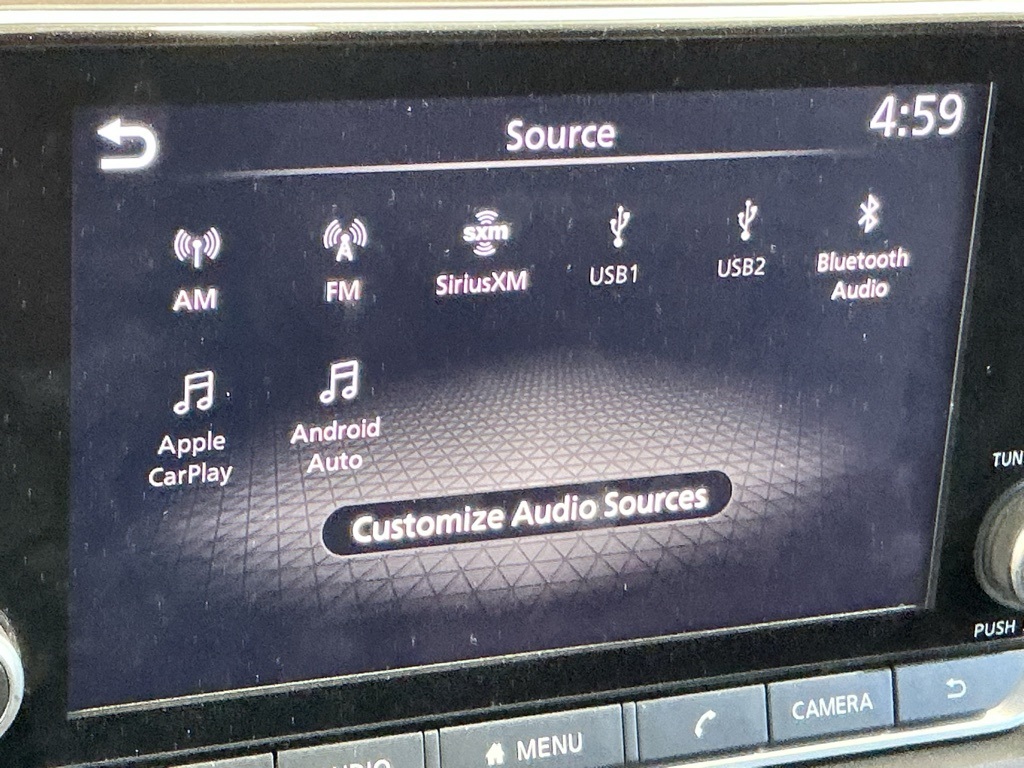 Source
4:59
AM
FM
sxm
SiriusXM
USB1
USB2
Bluetooth
Audio
Apple
CarPlay
Android
Auto
Customize Audio Sources
PUSH
MENU
CAMERA